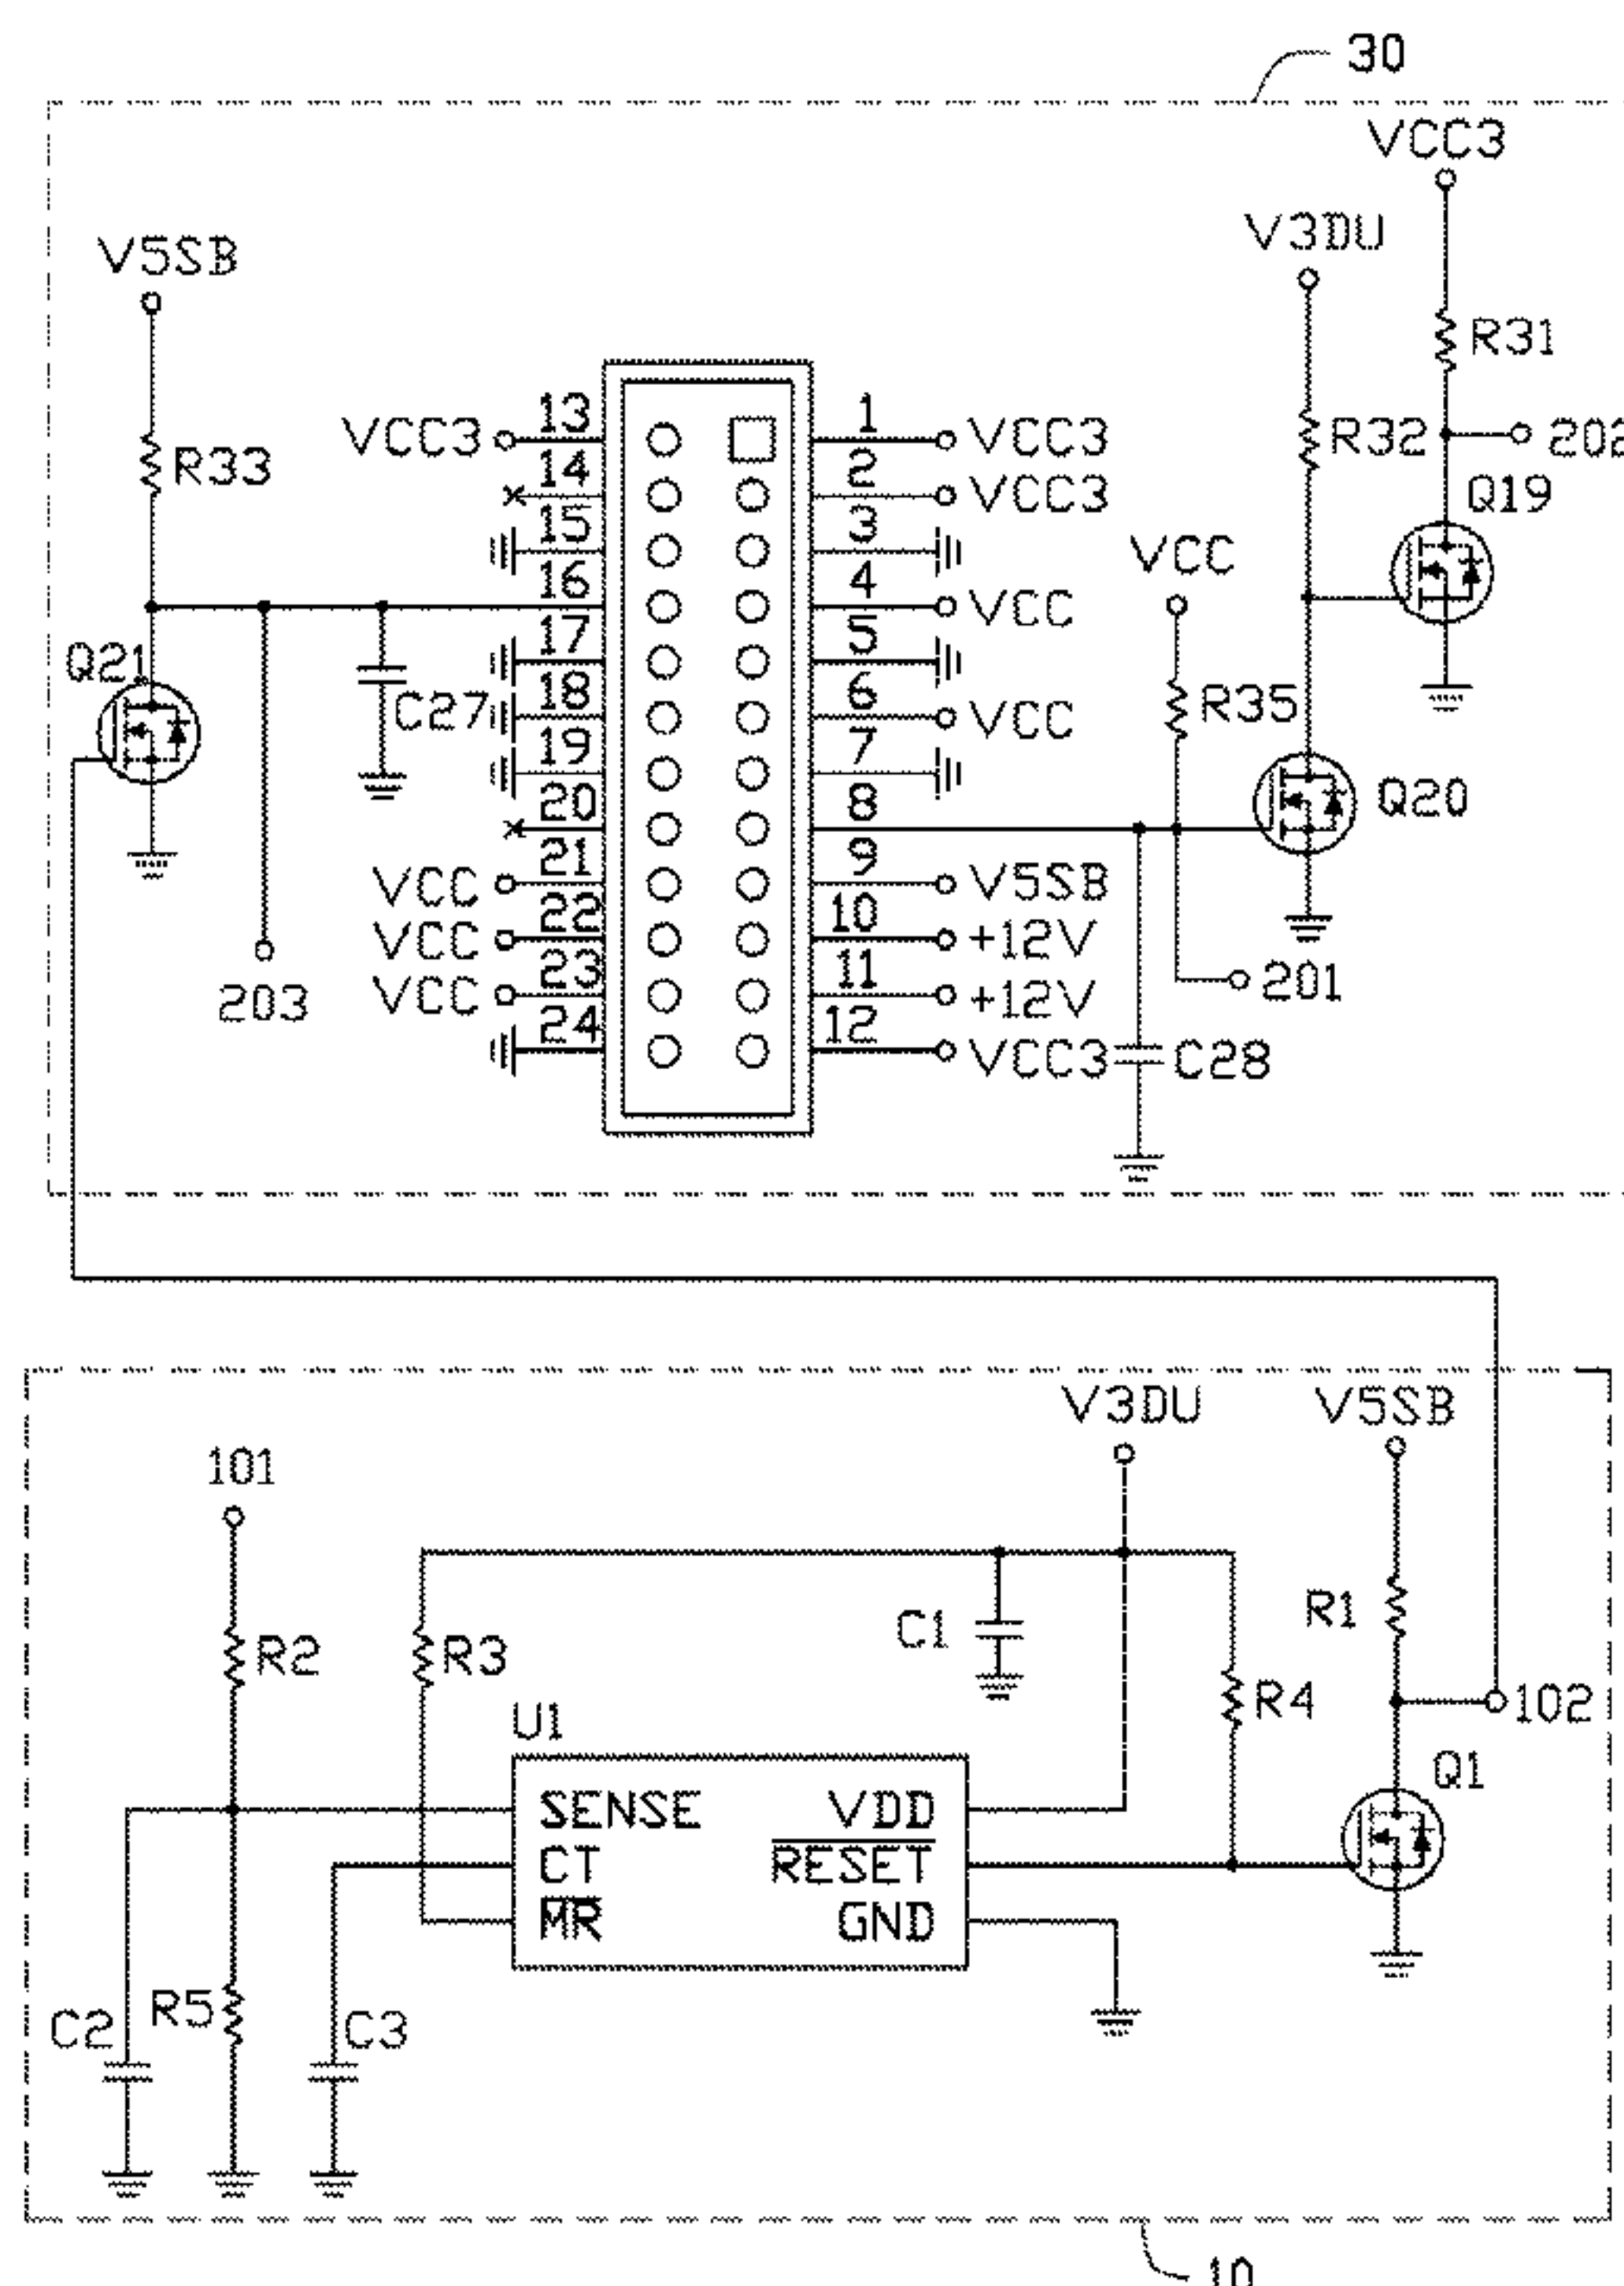 30
VCC3
V3DU
V5SB
R31
R33
R32
202
Q19
VCC3 13 1 VCC3
14 2 VCC3
15 3
16 4 VCC
17 5
18 6 VCC
19 7
20 8
21 9 V5SB
VCC
22 10 +12V
VCC
23 11 +12V
VCC
24 12 VCC3
VCC
R35
Q21
C27
Q20
203
201
C28
V3DU
V5SB
101
R1
C1
R2
R3
R4
102
U1
Q1
SENSE VDD
CT RESET
MR GND
C2
R5
C3
10